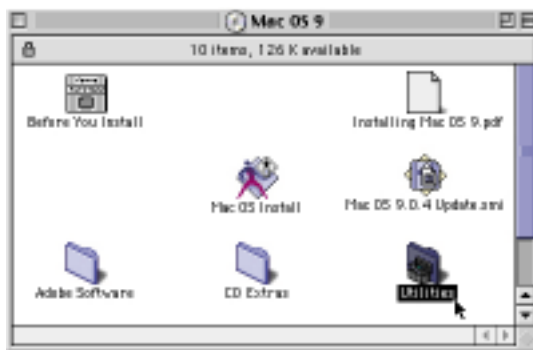 Mac OS 9
10 items, 126 K available
Before You Install
Installing Mac OS 9.pdf
Mac OS Install
Mac OS 9.0.4 Update.smi
Adobe Software
CD Extras
Utilities